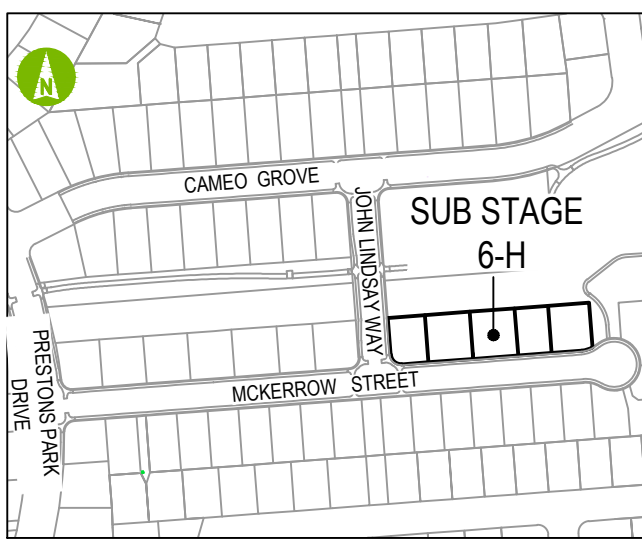 N
CAMEO GROVE
JOHN LINDSAY WAY
SUB STAGE
6-H
PRESTONS PARK
DRIVE
MCKERROW STREET